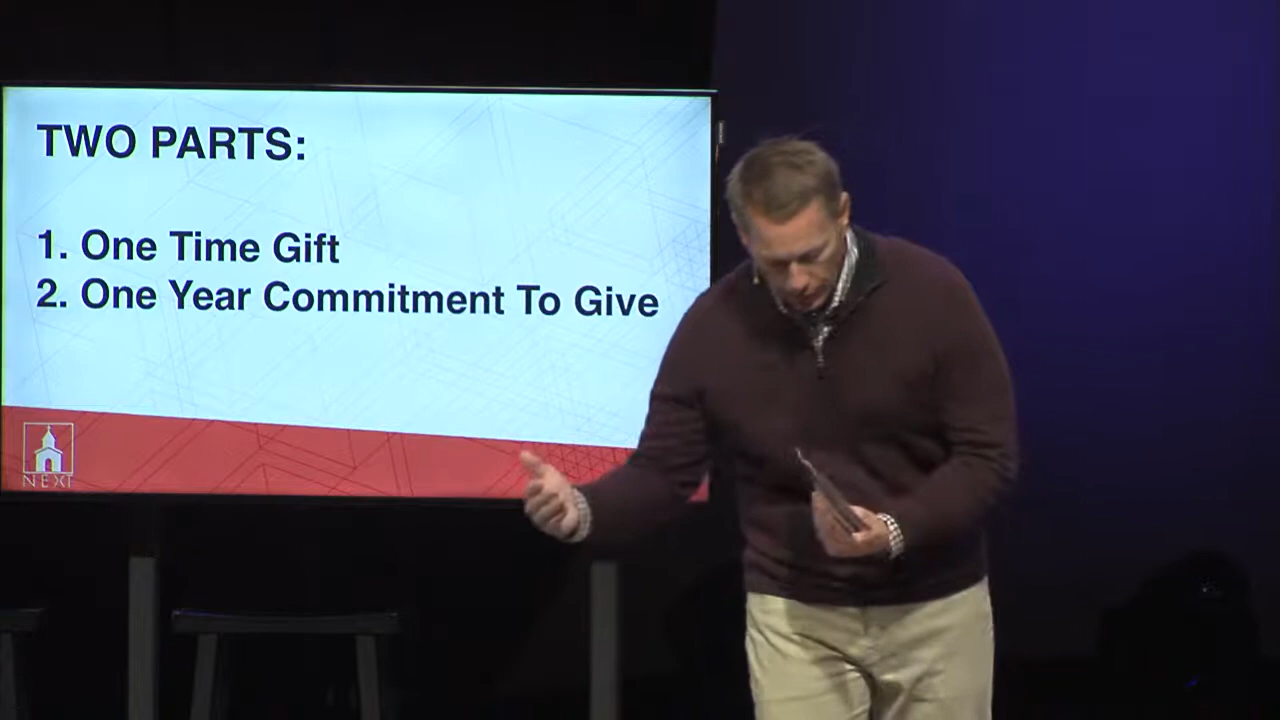 TWO PARTS:
1. One Time Gift
2. One Year Commitment To Give
NEXT